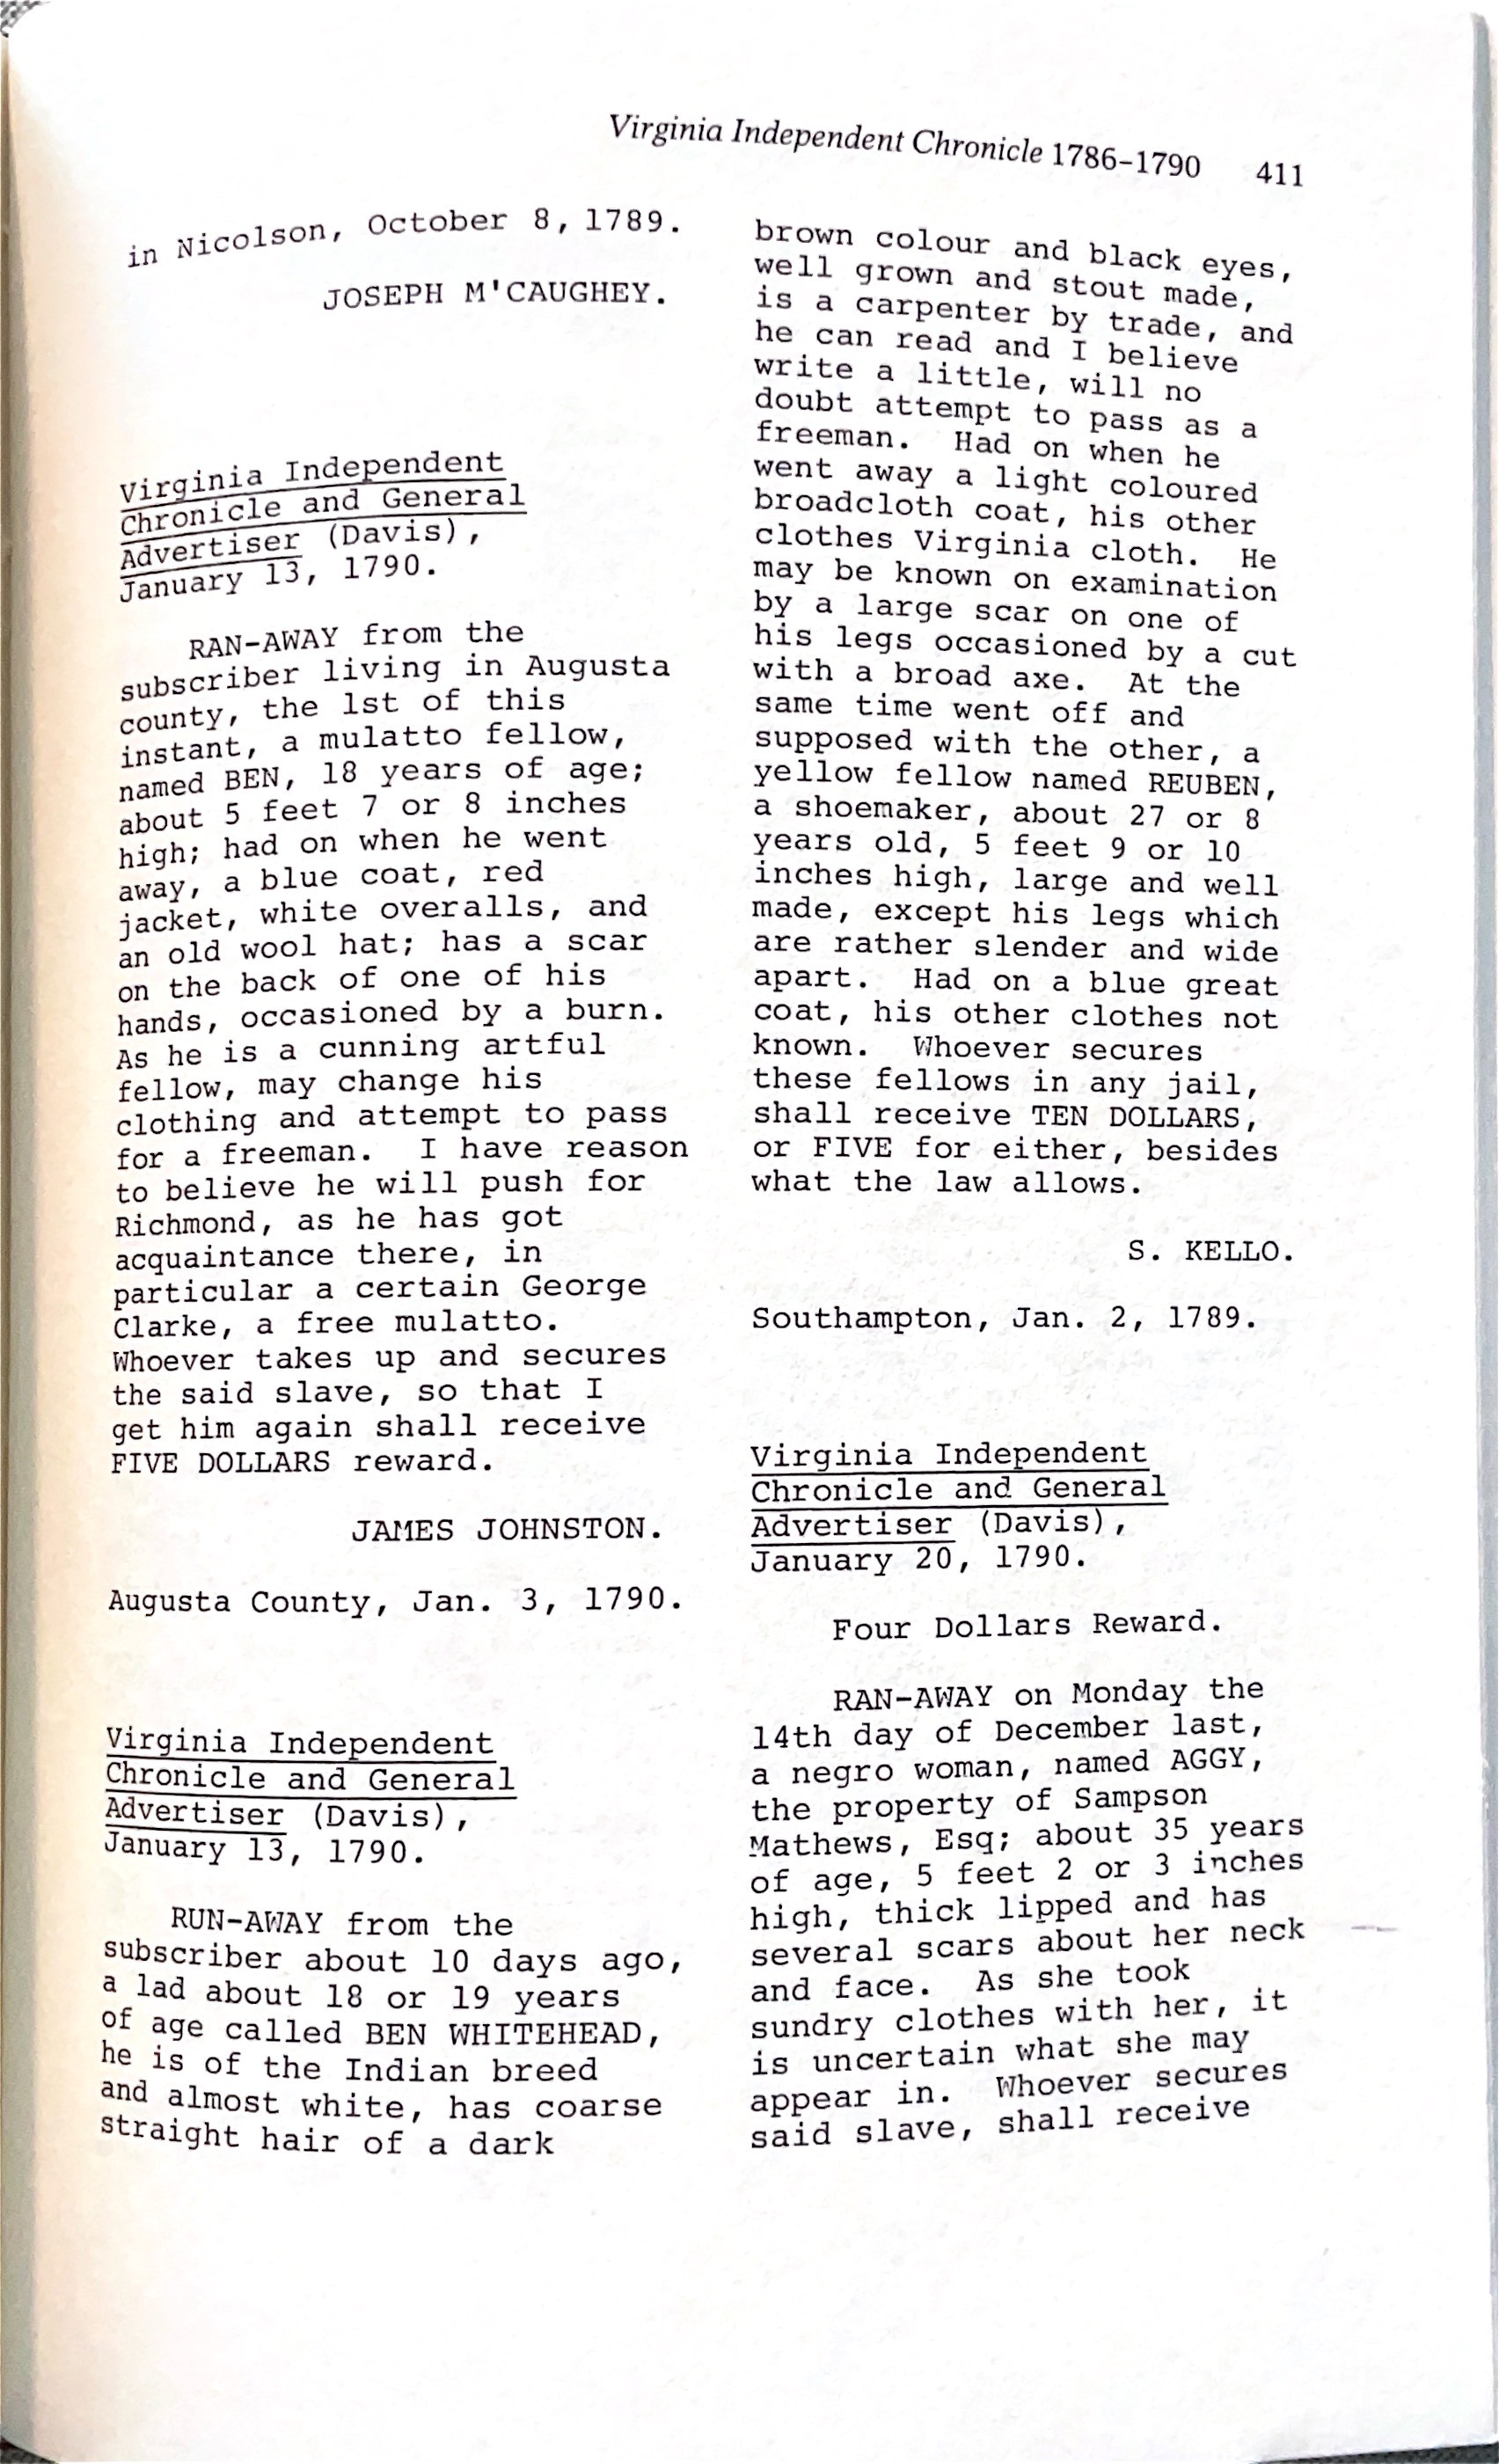 Virginia Independent Chronicle 1786–1790 411
in Nicolson, October 8, 1789.
JOSEPH M'CAUGHEY.
Virginia Independent
Chronicle and General
Advertiser (Davis),
January 13, 1790.
RAN-AWAY from the
subscriber living in Augusta
county, the 1st of this
instant, a mulatto fellow,
named BEN, 18 years of age;
about 5 feet 7 or 8 inches
high; had on when he went
away, a blue coat, red
jacket, white overalls, and
an old wool hat; has a scar
on the back of one of his
hands, occasioned by a burn.
As he is a cunning artful
fellow, may change his
clothing and attempt to pass
for a freeman. I have reason
to believe he will push for
Richmond, as he has got
acquaintance there, in
particular a certain George
Clarke, a free mulatto.
Whoever takes up and secures
the said slave, so that I
get him again shall receive
FIVE DOLLARS reward.
JAMES JOHNSTON.
Augusta County, Jan. 3, 1790.
Virginia Independent
Chronicle and General
Advertiser (Davis),
January 13, 1790.
RUN-AWAY from the
subscriber about 10 days ago,
a lad about 18 or 19 years
of age called BEN WHITEHEAD,
he is of the Indian breed
and almost white, has coarse
straight hair of a dark
brown colour and black eyes,
well grown and stout made,
is a carpenter by trade, and
he can read and I believe
write a little, will no
doubt attempt to pass as a
freeman. Had on when he
went away a light coloured
broadcloth coat, his other
clothes Virginia cloth. He
may be known on examination
by a large scar on one of
his legs occasioned by a cut
with a broad axe. At the
same time went off and
supposed with the other, a
yellow fellow named REUBEN,
a shoemaker, about 27 or 8
years old, 5 feet 9 or 10
inches high, large and well
made, except his legs which
are rather slender and wide
apart. Had on a blue great
coat, his other clothes not
known. Whoever secures
these fellows in any jail,
shall receive TEN DOLLARS,
or FIVE for either, besides
what the law allows.
S. KELLO.
Southampton, Jan. 2, 1789.
Virginia Independent
Chronicle and General
Advertiser (Davis),
January 20, 1790.
Four Dollars Reward.
RAN-AWAY on Monday the
14th day of December last,
a negro woman, named AGGY,
the property of Sampson
Mathews, Esq; about 35 years
of age, 5 feet 2 or 3 inches
high, thick lipped and has
several scars about her neck
and face. As she took
sundry clothes with her, it
is uncertain what she may
appear in. Whoever secures
said slave, shall receive